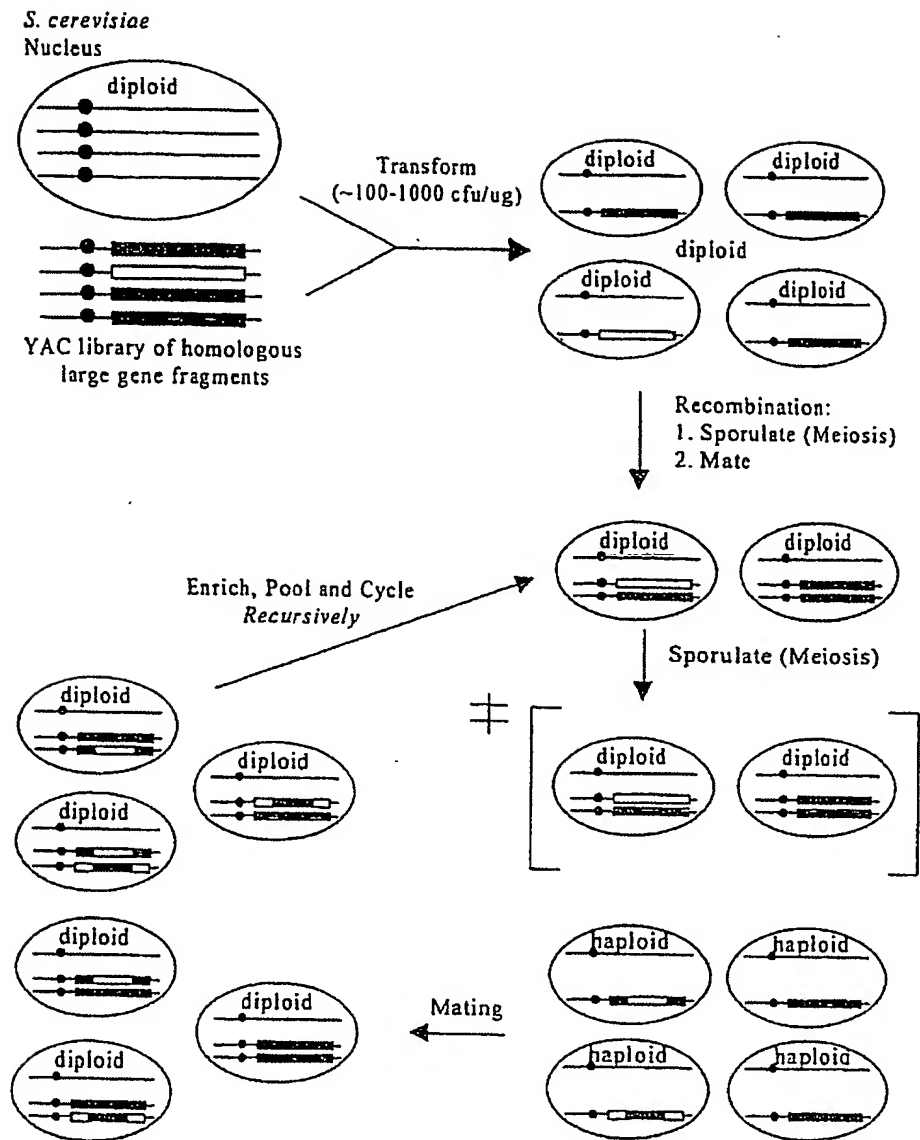 S. cerevisiae
Nucleus
diploid
YAC library of homologous
large gene fragments
Transform
(~100-1000 cfu/ug)
diploid
diploid
diploid
diploid
diploid
Recombination:
1. Sporulate (Meiosis)
2. Mate
diploid
diploid
Enrich, Pool and Cycle
Recursively
Sporulate (Meiosis)
diploid
diploid
haploid
haploid
haploid
haploid
Mating
diploid
diploid
diploid
diploid
diploid
diploid